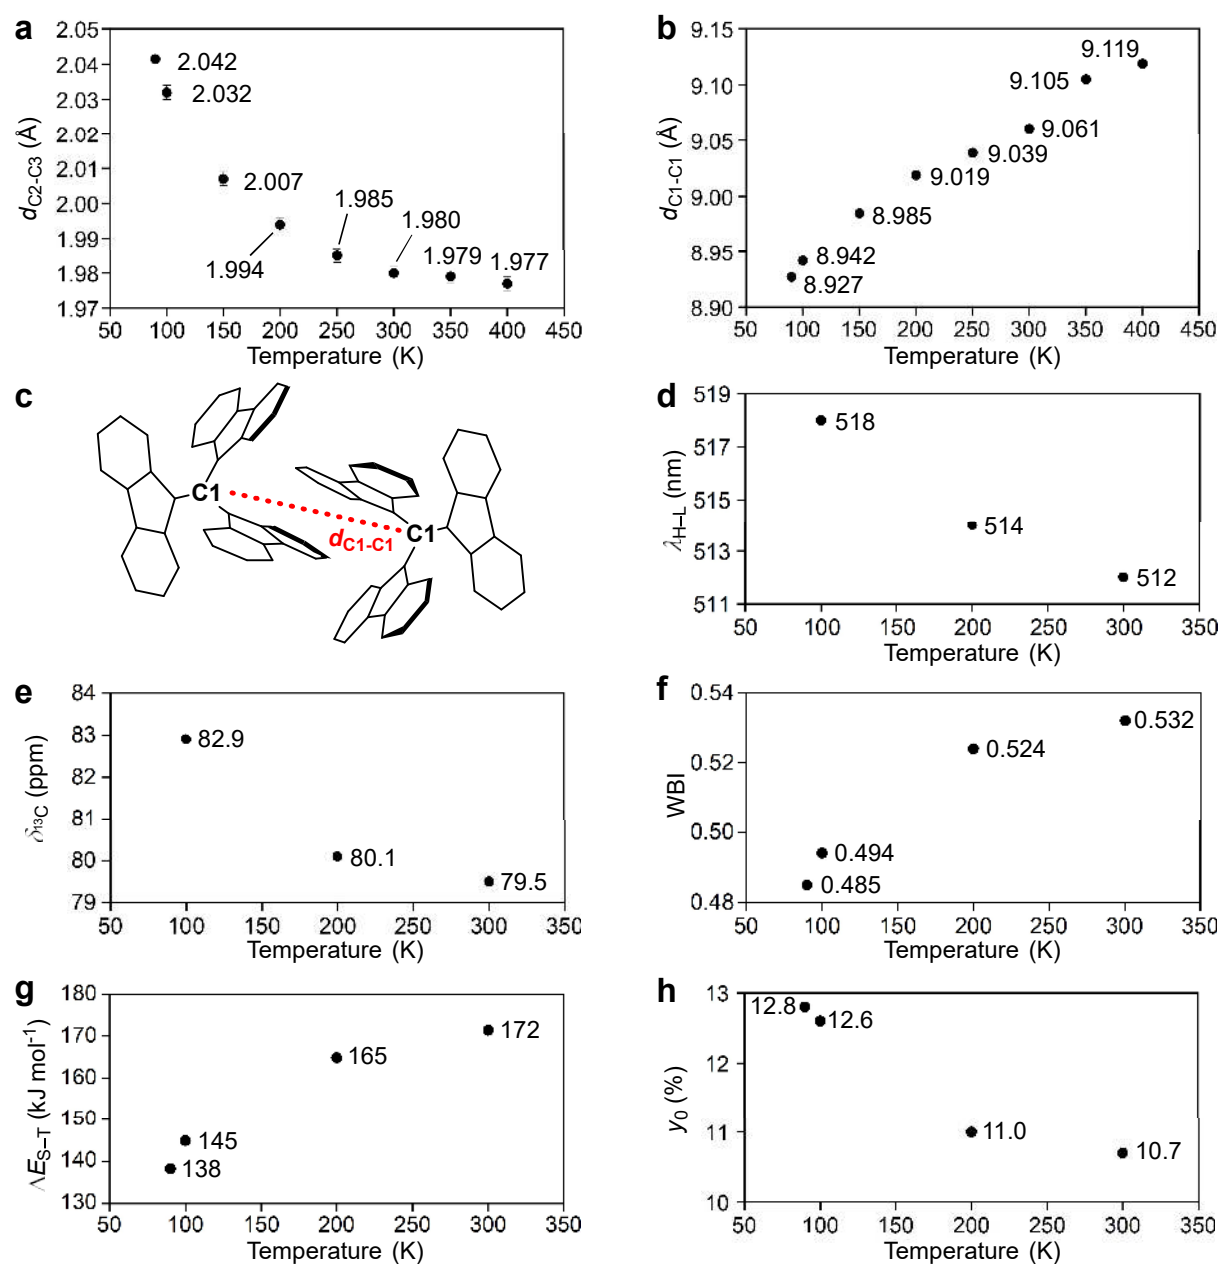 a
2.05
2.04
2.03
2.02
2.01
2.00
1.99
1.98
1.97
2.042
2.032
2.007
1.994
1.985
1.980
1.979
1.977
50 100 150 200 250 300 350 400 450
Temperature (K)
dC2-C3 (Å)
b
9.15
9.10
9.05
9.00
8.95
8.90
9.119
9.105
9.061
9.039
9.019
8.985
8.942
8.927
50 100 150 200 250 300 350 400 450
Temperature (K)
dC1-C1 (Å)
c
C1
C1
dC1-C1
d
519
517
515
513
511
518
514
512
50 100 150 200 250 300 350
Temperature (K)
λH–L (nm)
e
84
83
82
81
80
79
82.9
80.1
79.5
50 100 150 200 250 300 350
Temperature (K)
δ13C (ppm)
f
0.54
0.52
0.50
0.48
0.532
0.524
0.494
0.485
50 100 150 200 250 300 350
Temperature (K)
WBI
g
180
170
160
150
140
130
172
165
145
138
50 100 150 200 250 300 350
Temperature (K)
ΔES–T (kJ mol-1)
h
13
12
11
10
12.8
12.6
11.0
10.7
50 100 150 200 250 300 350
Temperature (K)
y0 (%)